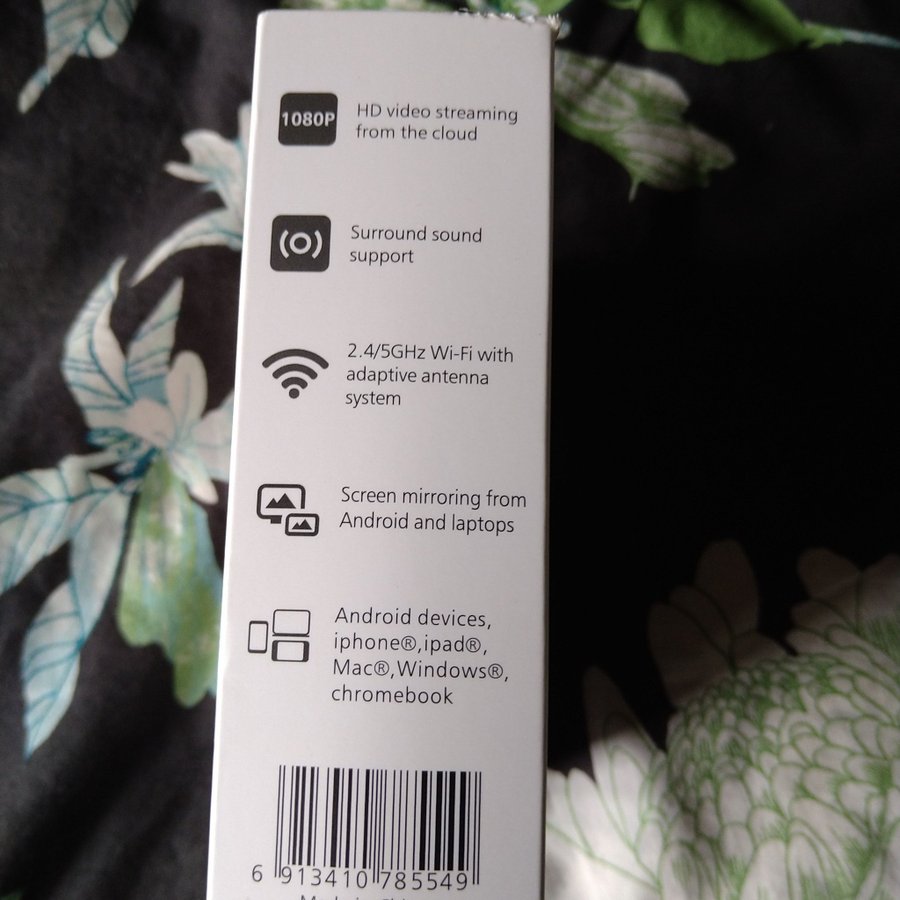 1080P
HD video streaming
from the cloud
Surround sound
support
2.4/5GHz Wi-Fi with
adaptive antenna
system
Screen mirroring from
Android and laptops
Android devices,
iphone®,ipad®,
Mac®,Windows®,
chromebook
6 913410 785549